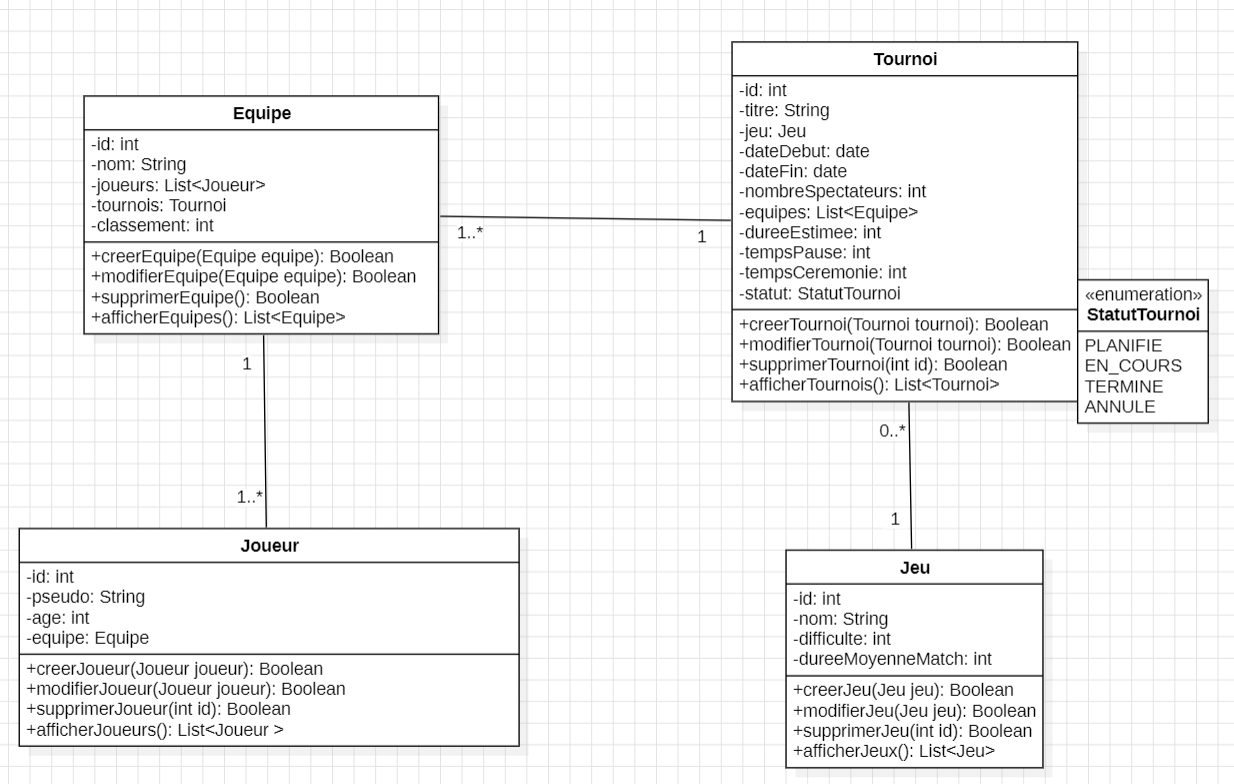 Equipe
-id: int
-nom: String
-joueurs: List<Joueur>
-tournois: Tournoi
-classement: int
+creerEquipe(Equipe equipe): Boolean
+modifierEquipe(Equipe equipe): Boolean
+supprimerEquipe(): Boolean
+afficherEquipes(): List<Equipe>
1..*
1
Tournoi
-id: int
-titre: String
-jeu: Jeu
-dateDebut: date
-dateFin: date
-nombreSpectateurs: int
-equipes: List<Equipe>
-dureeEstimee: int
-tempsPause: int
-tempsCeremonie: int
-statut: StatutTournoi
+creerTournoi(Tournoi tournoi): Boolean
+modifierTournoi(Tournoi tournoi): Boolean
+supprimerTournoi(int id): Boolean
+afficherTournois(): List<Tournoi>
«enumeration»
StatutTournoi
PLANIFIE
EN_COURS
TERMINE
ANNULE
1
1..*
0..*
1
Joueur
-id: int
-pseudo: String
-age: int
-equipe: Equipe
+creerJoueur(Joueur joueur): Boolean
+modifierJoueur(Joueur joueur): Boolean
+supprimerJoueur(int id): Boolean
+afficherJoueurs(): List<Joueur >
Jeu
-id: int
-nom: String
-difficulte: int
-dureeMoyenneMatch: int
+creerJeu(Jeu jeu): Boolean
+modifierJeu(Jeu jeu): Boolean
+supprimerJeu(int id): Boolean
+afficherJeux(): List<Jeu>